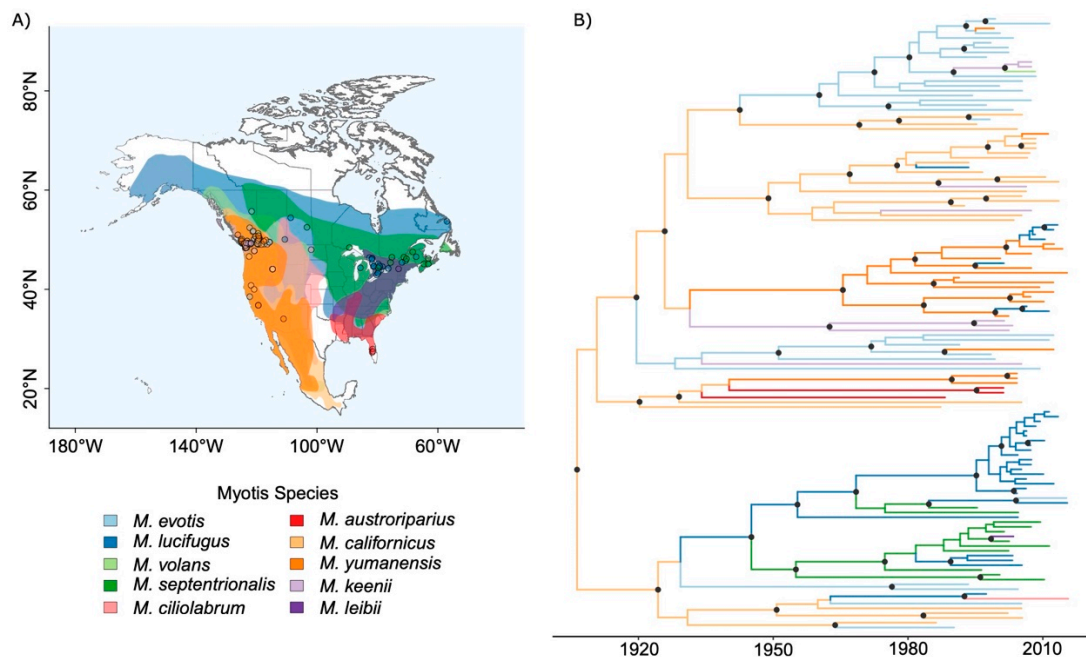 A)
B)
80°N
60°N
40°N
20°N
180°W
140°W
100°W
60°W
Myotis Species
M. evotis
M. lucifugus
M. volans
M. septentrionalis
M. ciliolabrum
M. austroriparius
M. californicus
M. yumanensis
M. keenii
M. leibii
1920
1950
1980
2010